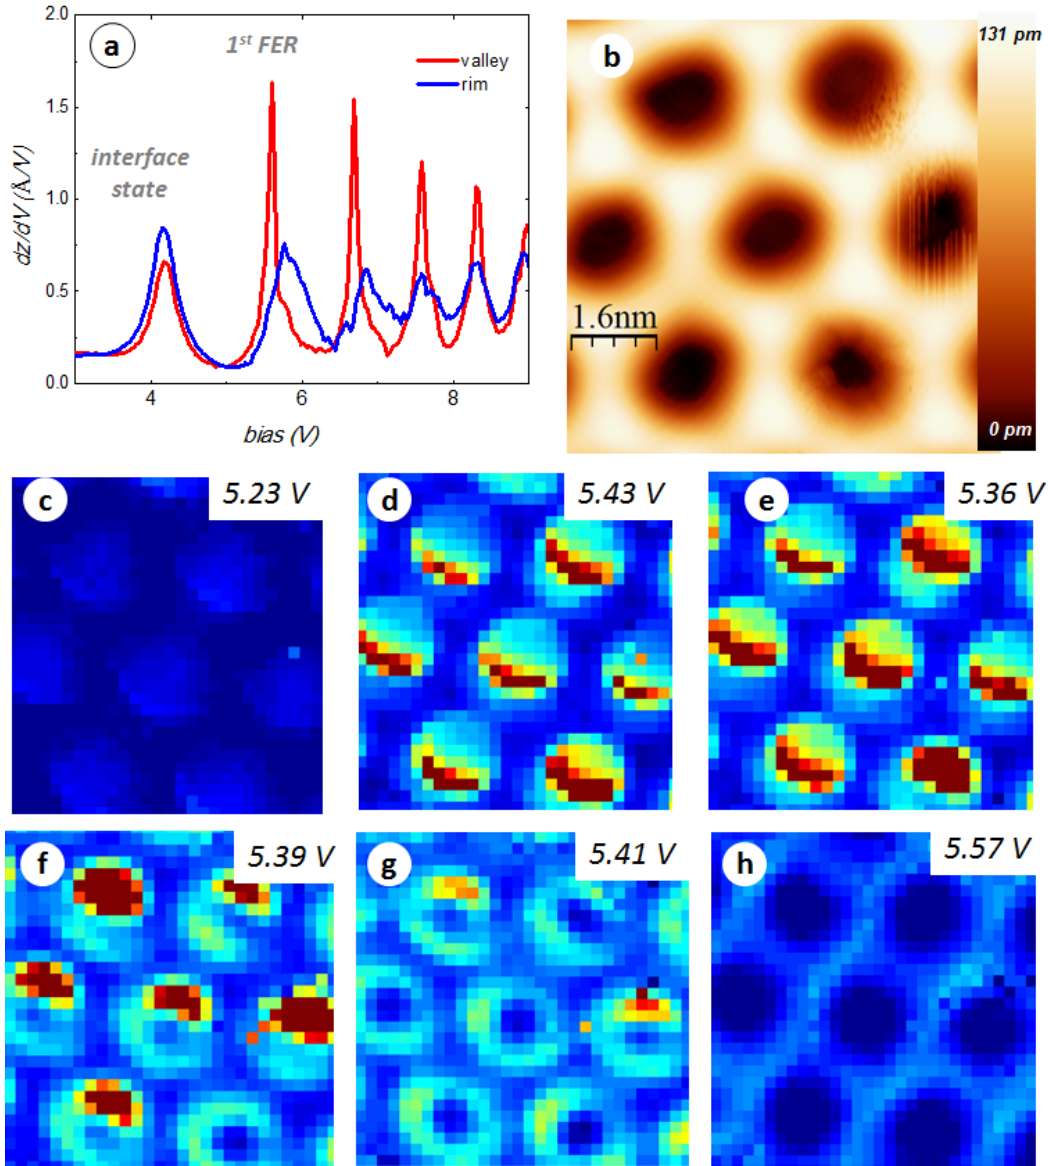 a
1st FER
valley
rim
interface
state
dz/dV (Å/V)
2.0
1.5
1.0
0.5
0.0
4
6
8
bias (V)
b
131 pm
1.6nm
0 pm
c
5.23 V
d
5.43 V
e
5.36 V
f
5.39 V
g
5.41 V
h
5.57 V